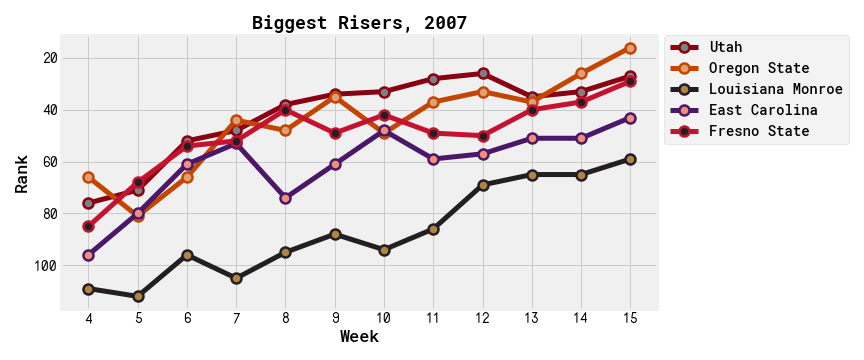 Biggest Risers, 2007
Rank
20
40
60
80
100
4 5 6 7 8 9 10 11 12 13 14 15
Week
Utah
Oregon State
Louisiana Monroe
East Carolina
Fresno State